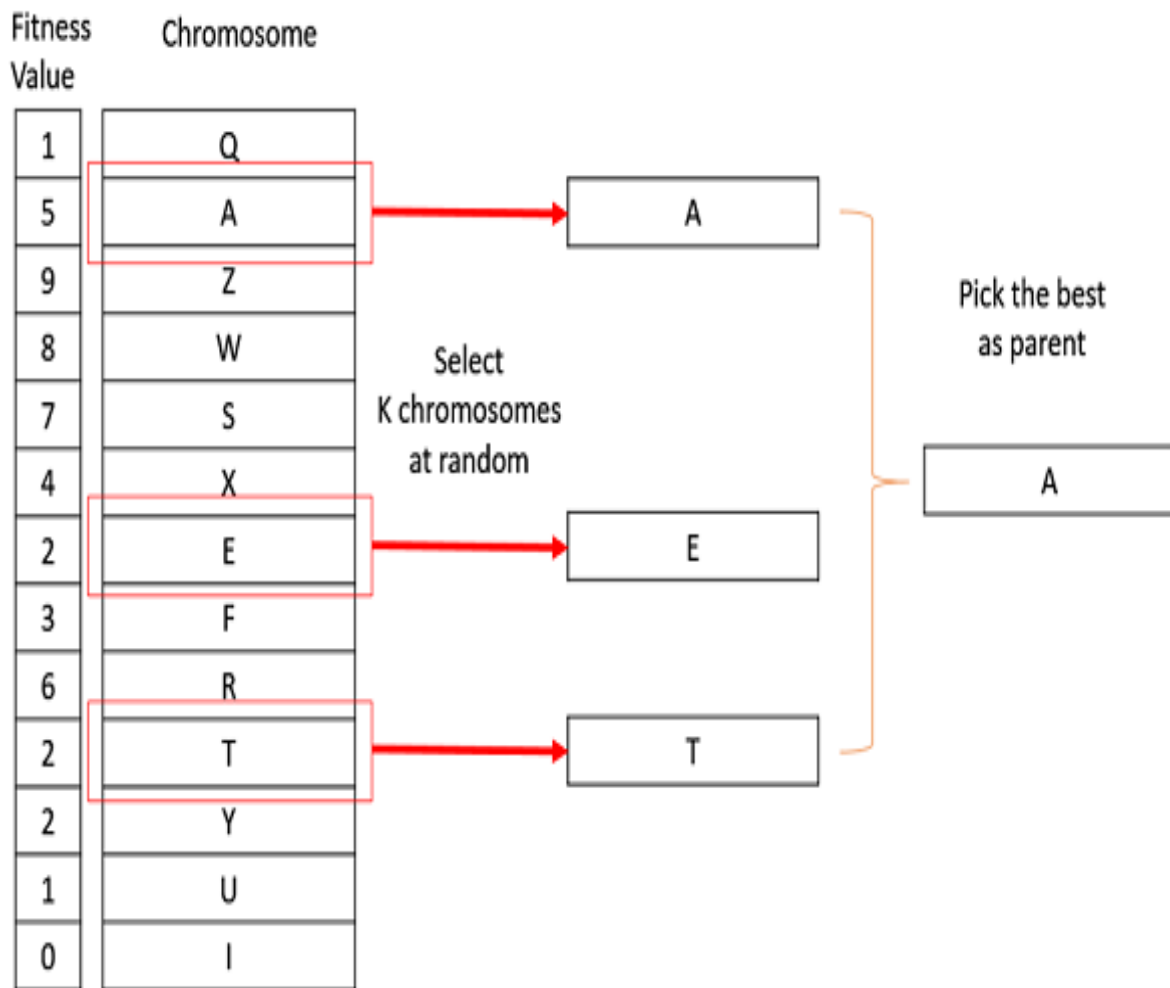 Fitness Value
Chromosome
1 Q
5 A
9 Z
8 W
7 S
4 X
2 E
3 F
6 R
2 T
2 Y
1 U
0 I
Select
K chromosomes
at random
A
E
T
Pick the best
as parent
A